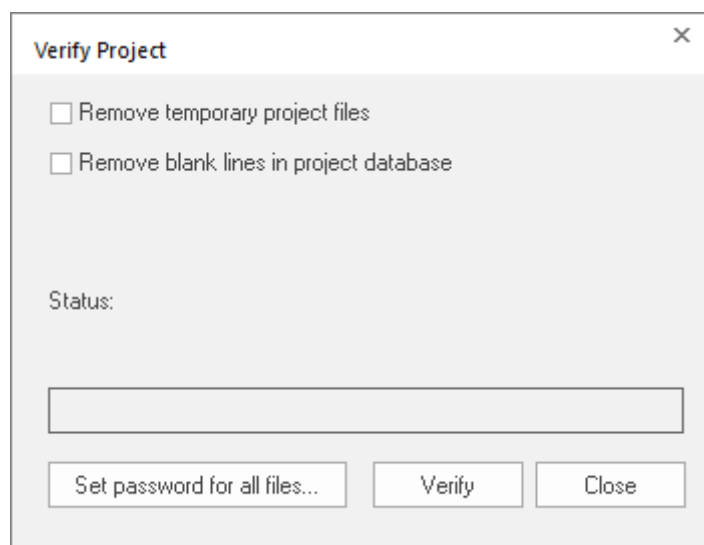 Verify Project
Remove temporary project files
Remove blank lines in project database
Status:
Set password for all files... Verify Close